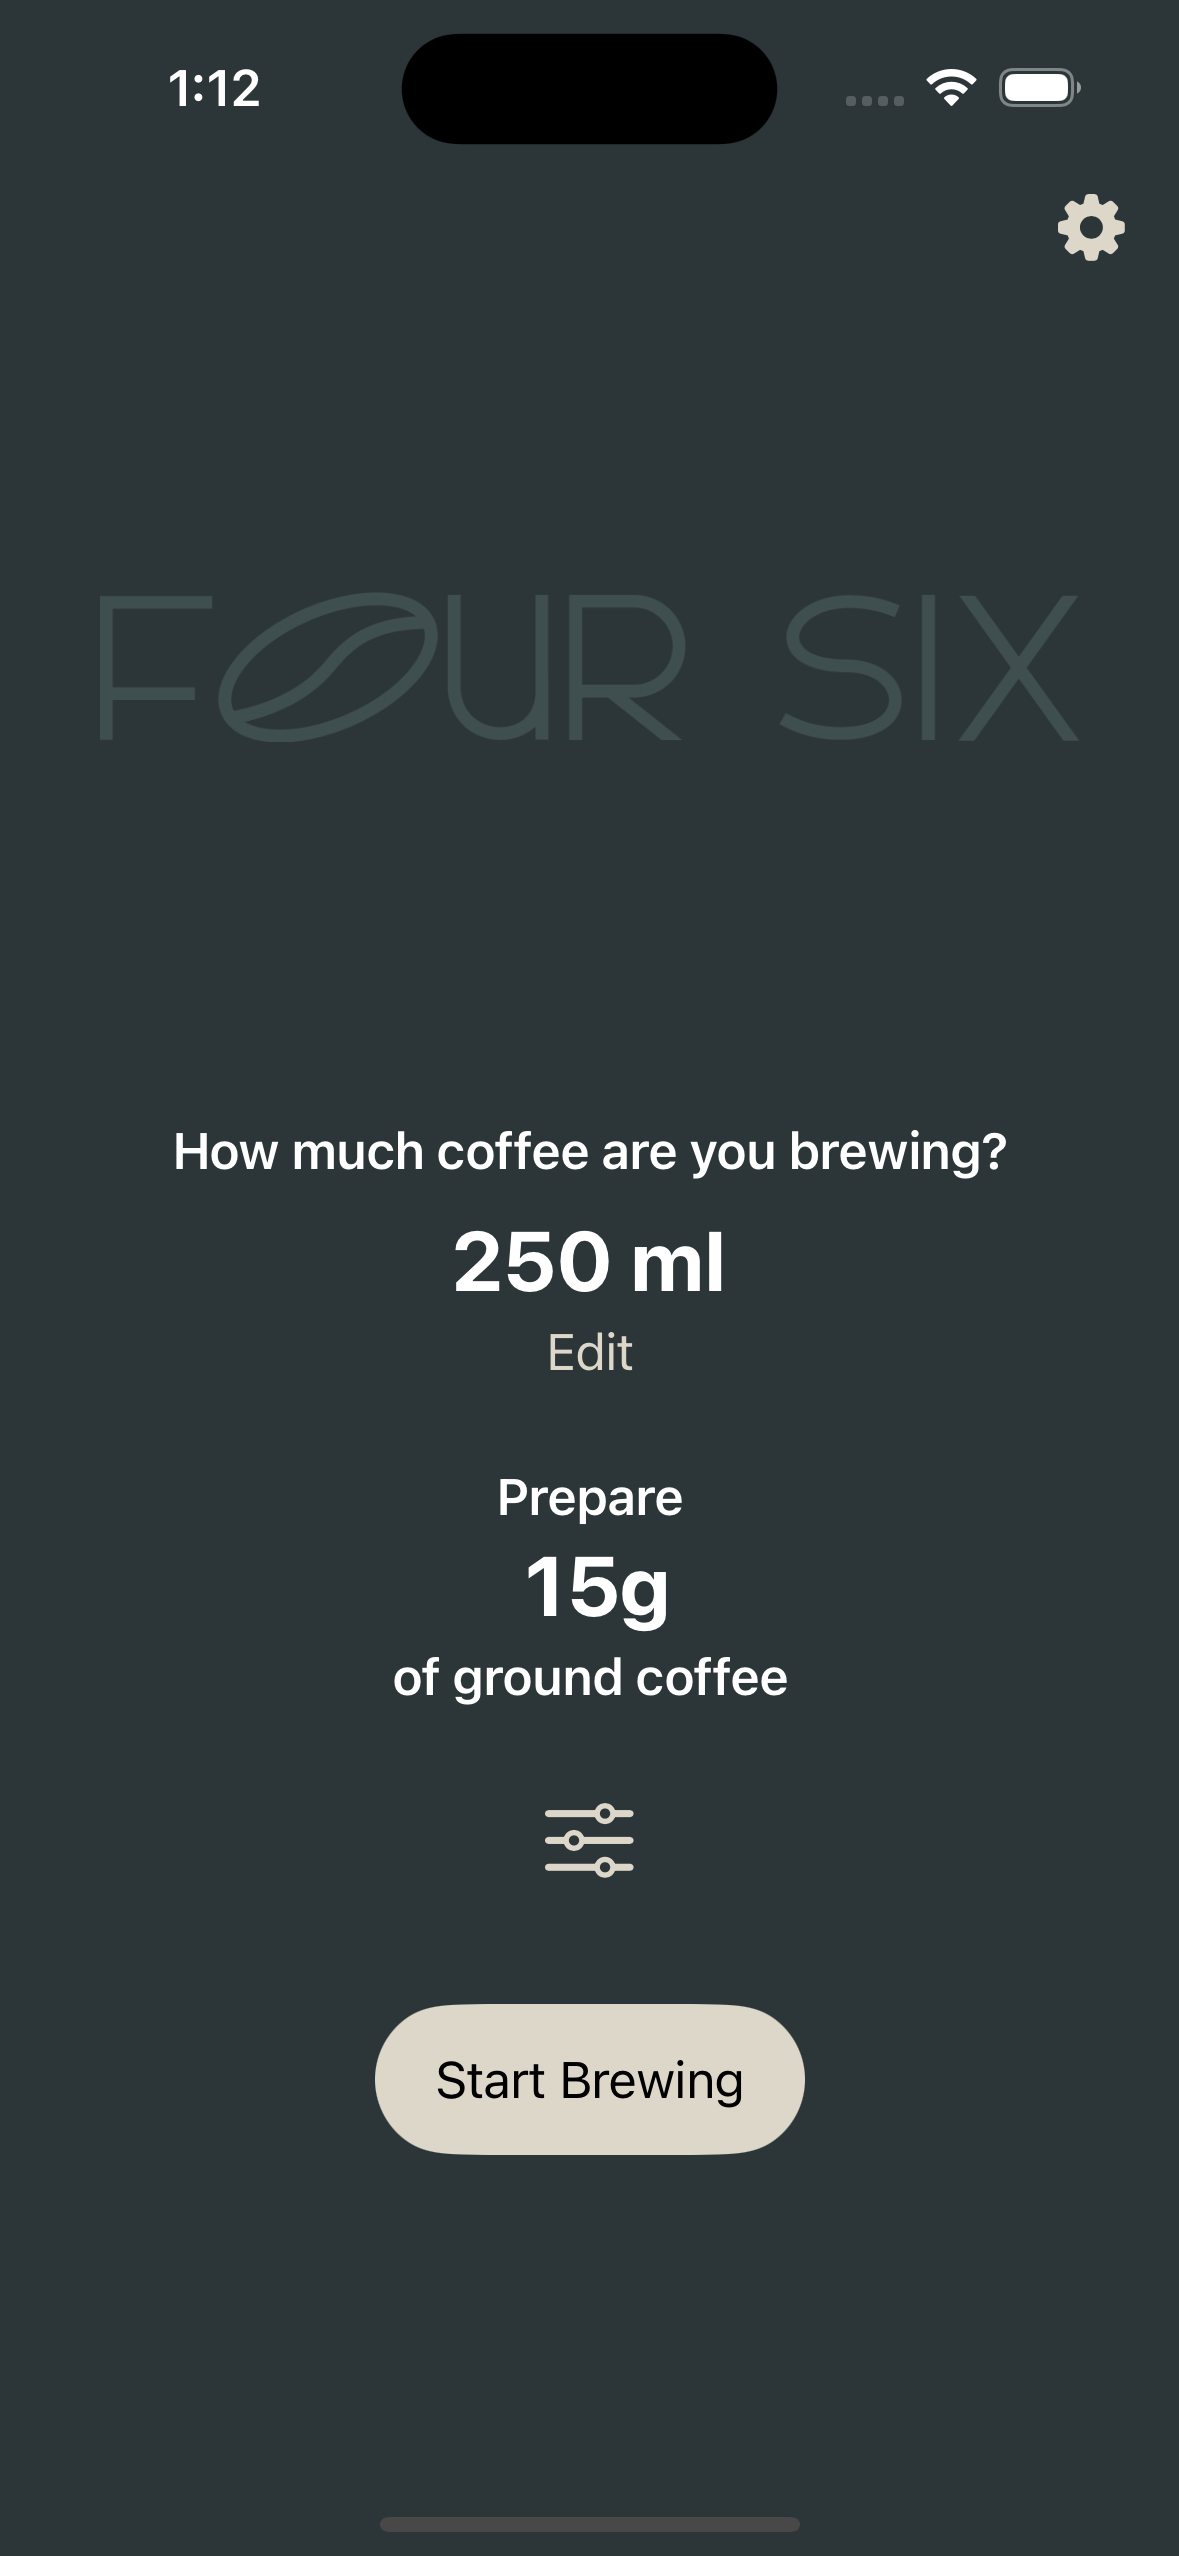 1:12
FOUR SIX
How much coffee are you brewing?
250 ml
Edit
Prepare
15g
of ground coffee
Start Brewing